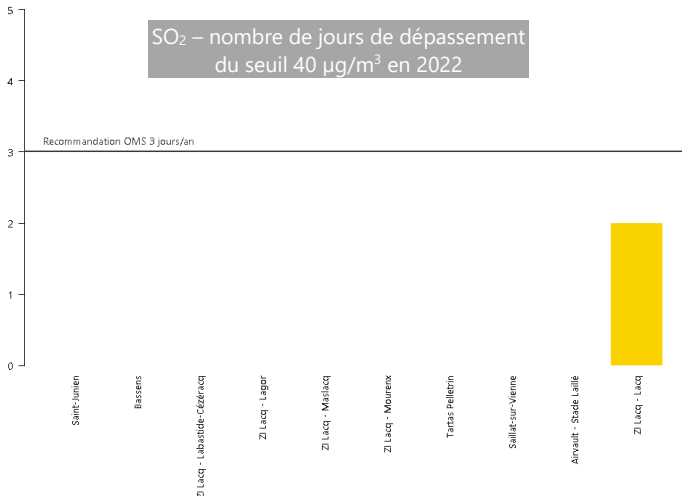 SO₂ – nombre de jours de dépassement
du seuil 40 µg/m³ en 2022
5
4
Recommandation OMS 3 jours/an
3
2
1
0
Saint-Junien
Bassens
ZI Lacq - Labastide-Cézéracq
ZI Lacq - Lagor
ZI Lacq - Maslacq
ZI Lacq - Mourenx
Tartas Pelletrin
Saillat-sur-Vienne
Airvault - Stade Laillé
ZI Lacq - Lacq